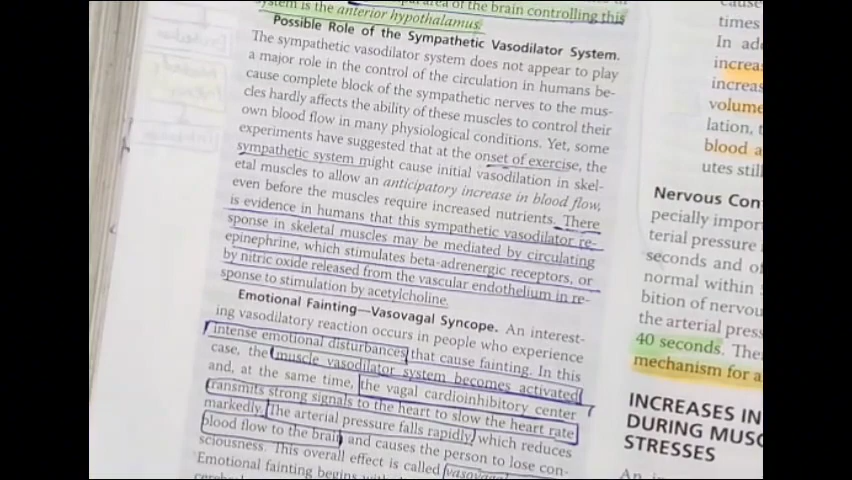 area of the brain controlling this
system is the anterior hypothalamus.
Possible Role of the Sympathetic Vasodilator System.
The sympathetic vasodilator system does not appear to play
a major role in the control of the circulation in humans be-
cause complete block of the sympathetic nerves to the mus-
cles hardly affects the ability of these muscles to control their
own blood flow in many physiological conditions. Yet, some
experiments have suggested that at the onset of exercise, the
sympathetic system might cause initial vasodilation in skel-
etal muscles to allow an anticipatory increase in blood flow,
even before the muscles require increased nutrients. There
is evidence in humans that this sympathetic vasodilator re-
sponse in skeletal muscles may be mediated by circulating
epinephrine, which stimulates beta-adrenergic receptors, or
by nitric oxide released from the vascular endothelium in re-
sponse to stimulation by acetylcholine.
Emotional Fainting—Vasovagal Syncope. An interest-
ing vasodilatory reaction occurs in people who experience
intense emotional disturbances that cause fainting. In this
case, the muscle vasodilator system becomes activated
and, at the same time, the vagal cardioinhibitory center
transmits strong signals to the heart to slow the heart rate
markedly. The arterial pressure falls rapidly, which reduces
blood flow to the brain and causes the person to lose con-
sciousness. This overall effect is called vasovagal
Emotional fainting begins with
cause
times
In ad
increas
increas
volume
lation,
blood a
utes still
Nervous Con
pecially impor
terial pressure
seconds and of
normal within
bition of nervou
the arterial pres
40 seconds. The
mechanism for a
INCREASES IN
DURING MUSC
STRESSES
An i